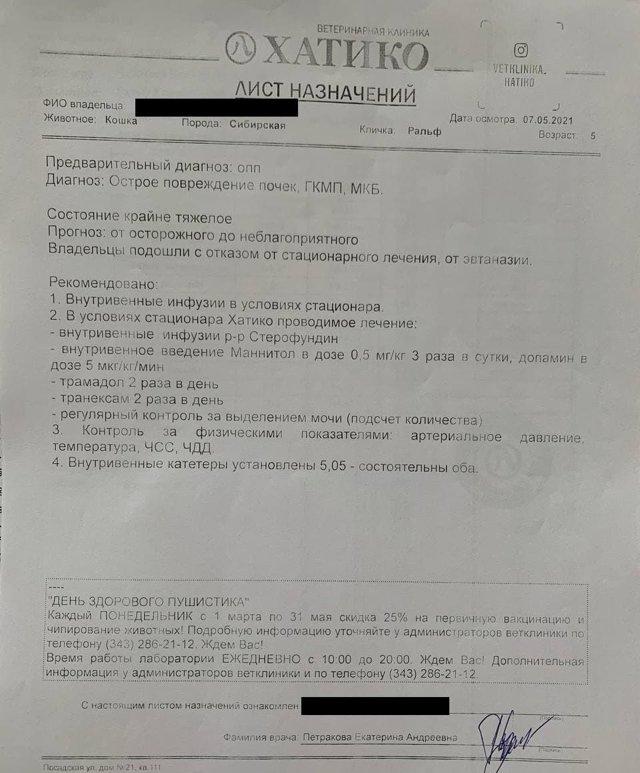 ВЕТЕРИНАРНАЯ КЛИНИКА
ХАТИКО
VETKLINIKA.
HATIKO
ЛИСТ НАЗНАЧЕНИЙ
ФИО владельца
Животное: Кошка Порода: Сибирская Кличка: Ральф Дата осмотра: 07.05.2021
Возраст: 5
Предварительный диагноз: опп
Диагноз: Острое повреждение почек, ГКМП, МКБ.
Состояние крайне тяжелое
Прогноз: от осторожного до неблагоприятного
Владельцы подошли с отказом от стационарного лечения, от эвтаназии.
Рекомендовано:
1. Внутривенные инфузии в условиях стационара.
2. В условиях стационара Хатико проводимое лечение:
- внутривенные инфузии р-р Стерофундин
- внутривенное введение Маннитол в дозе 0,5 мг/кг 3 раза в сутки, допамин в
дозе 5 мкг/кг/мин
- трамадол 2 раза в день
- транексам 2 раза в день
- регулярный контроль за выделением мочи (подсчет количества)
3. Контроль за физическими показателями: артериальное давление,
температура, ЧСС, ЧДД.
4. Внутривенные катетеры установлены 5,05 - состоятельны оба.
----
"ДЕНЬ ЗДОРОВОГО ПУШИСТИКА"
Каждый ПОНЕДЕЛЬНИК с 1 марта по 31 мая скидка 25% на первичную вакцинацию и
чипирование животных! Подробную информацию уточняйте у администраторов ветклиники по
телефону (343) 286-21-12. Ждем Вас!
Время работы лаборатории ЕЖЕДНЕВНО с 10:00 до 20:00. Ждем Вас! Дополнительная
информация у администраторов ветклиники и по телефону (343) 286-21-12.
С настоящим листом назначений ознакомлен
Фамилия врача: Петракова Екатерина Андреевна
Посадская ул, дом № 21, кв.111